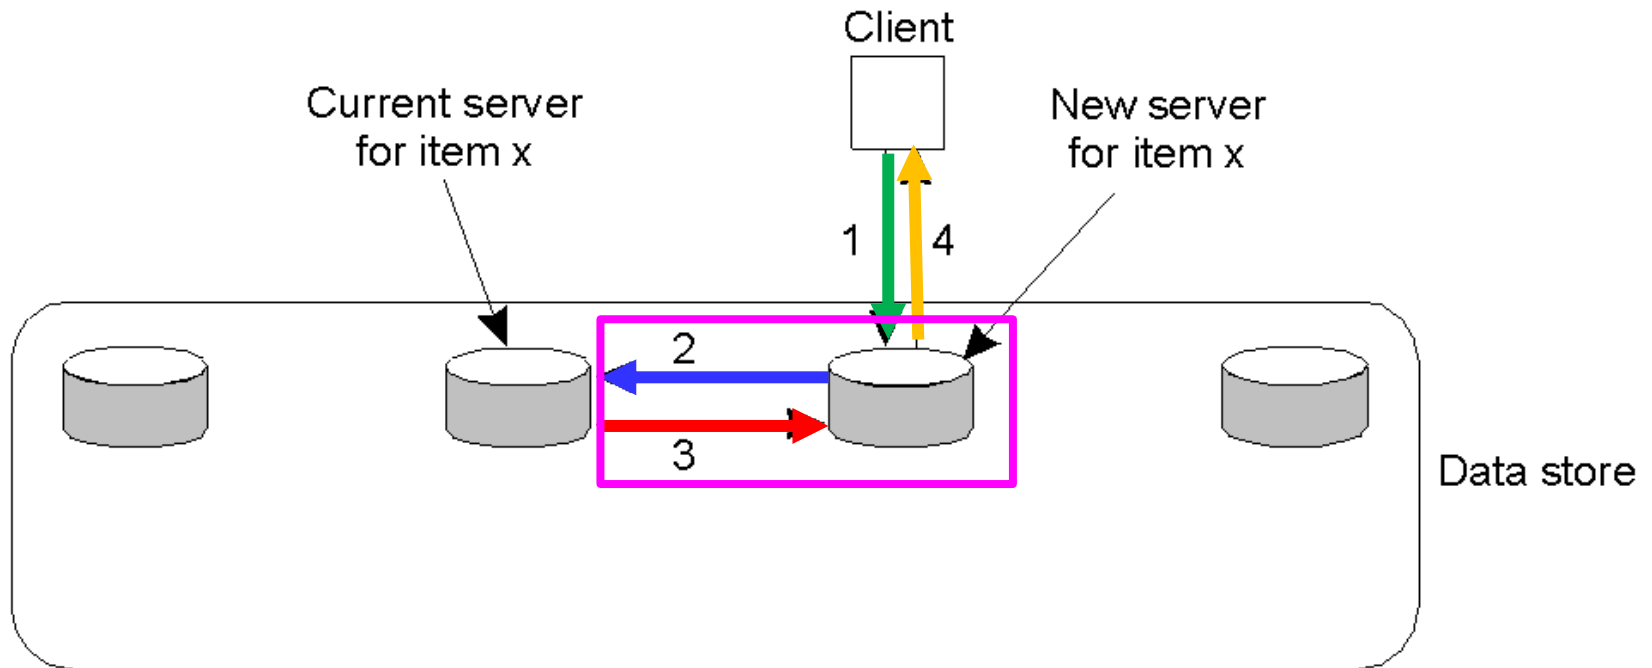 Client
Current server
for item x
New server
for item x
1
4
2
3
Data store